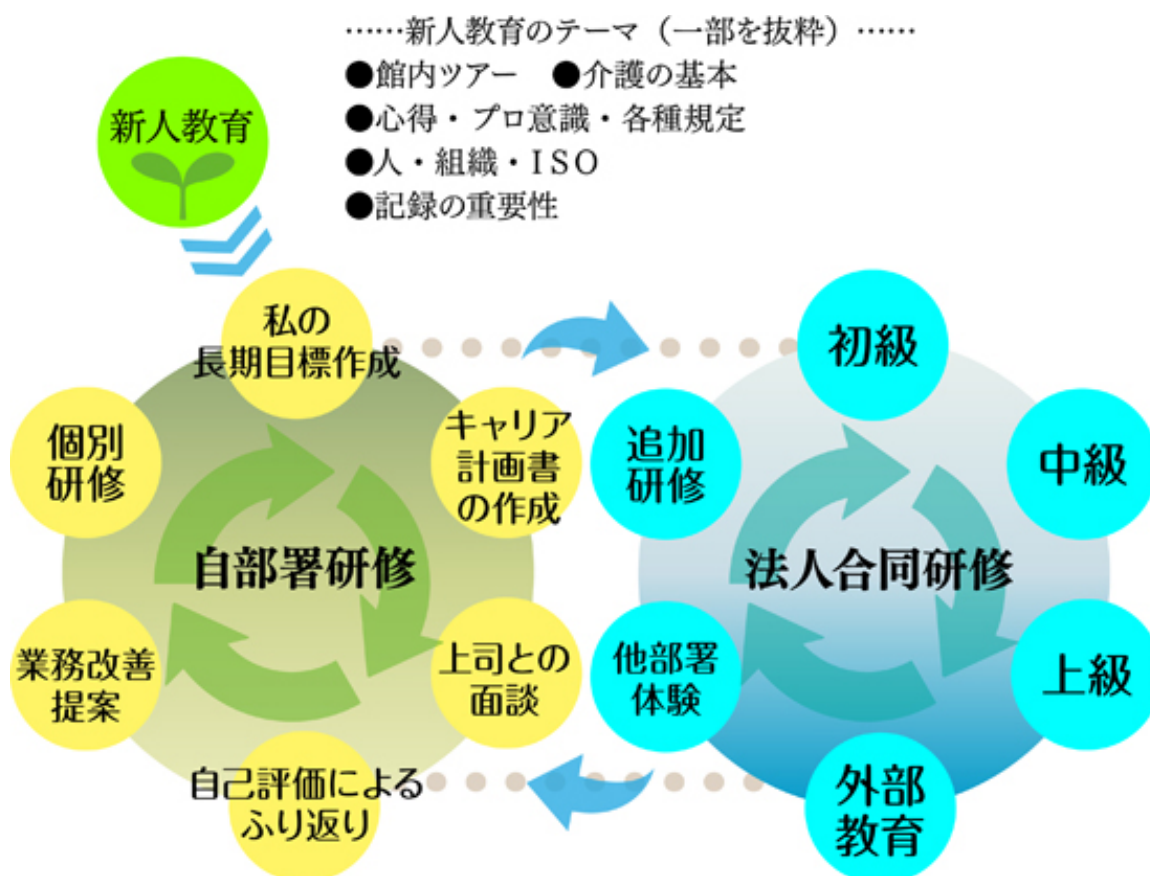 ……新人教育のテーマ（一部を抜粋）……
●館内ツアー　●介護の基本
●心得・プロ意識・各種規定
●人・組織・ＩＳＯ
●記録の重要性
新人教育
私の
長期目標作成
キャリア
計画書
の作成
上司との
面談
自己評価による
ふり返り
業務改善
提案
個別
研修
自部署研修
初級
中級
上級
外部
教育
他部署
体験
追加
研修
法人合同研修